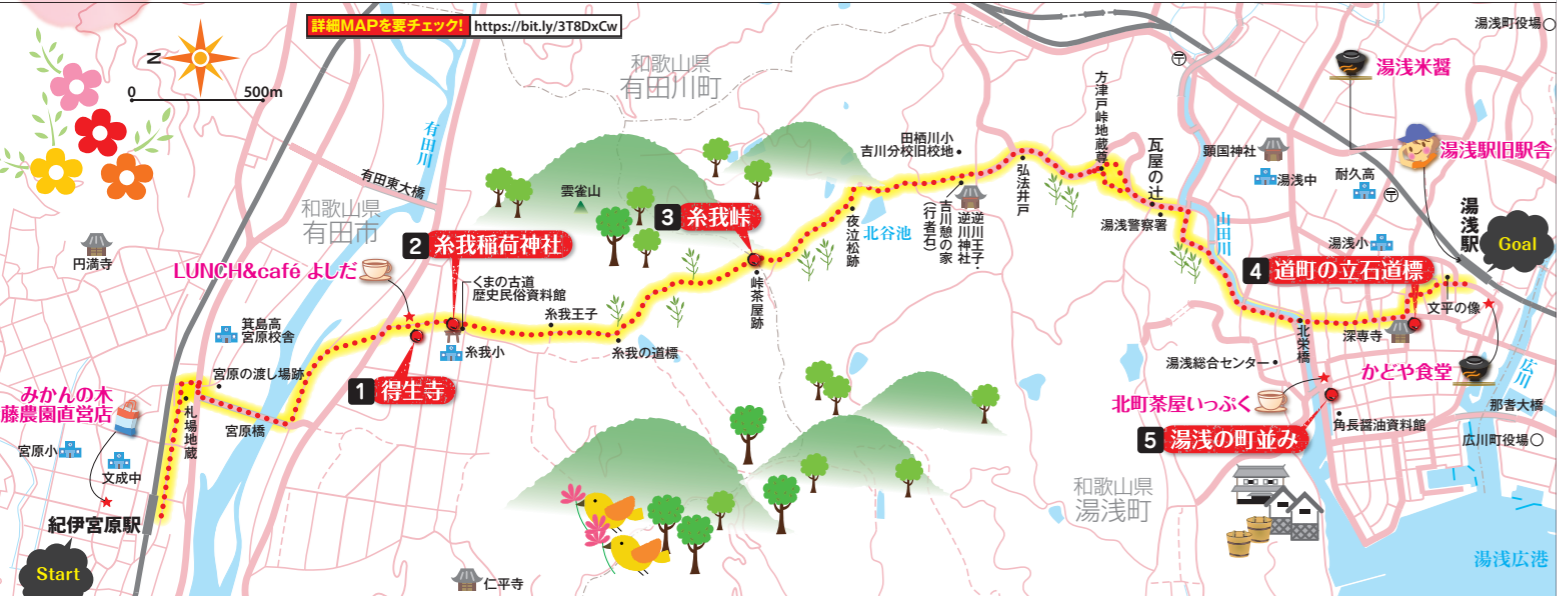 詳細MAPを要チェック! https://bit.ly/3T8DxCw
N
0 500m
和歌山県
有田川町
和歌山県
有田市
有田川
有田東大橋
円満寺
LUNCH&café よしだ
箕島高
宮原校舎
宮原の渡し場跡
みかんの木
藤農園直営店
札場地蔵
宮原橋
宮原小
文成中
紀伊宮原駅
Start
1 得生寺
2 糸我稲荷神社
くまの古道
歴史民俗資料館
糸我小
糸我王子
糸我の道標
仁平寺
雲雀山
3 糸我峠
峠茶屋跡
夜泣松跡
北谷池
田栖川小
吉川分校旧校地
逆川王子・
逆川神社
吉川憩の家
(行者石)
弘法井戸
方津戸峠地蔵尊
瓦屋の辻
湯浅警察署
山田川
顕国神社
湯浅中
耐久高
湯浅町役場
湯浅米醤
湯浅駅旧駅舎
湯浅駅
Goal
湯浅小
4 道町の立石道標
文平の像
深専寺
北栄橋
湯浅総合センター
かどや食堂
広川
那耆大橋
広川町役場
北町茶屋いっぷく
角長醤油資料館
5 湯浅の町並み
和歌山県
湯浅町
湯浅広港